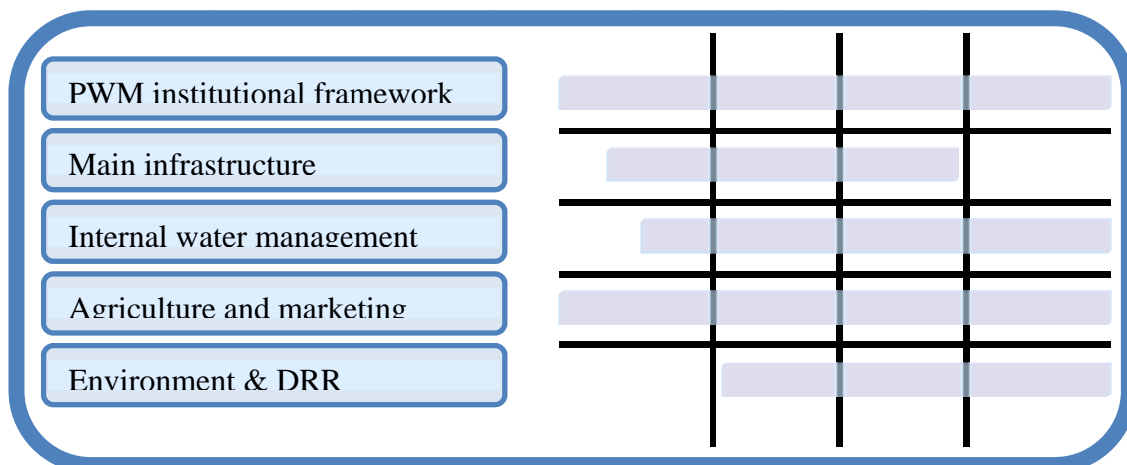 PWM institutional framework
Main infrastructure
Internal water management
Agriculture and marketing
Environment & DRR